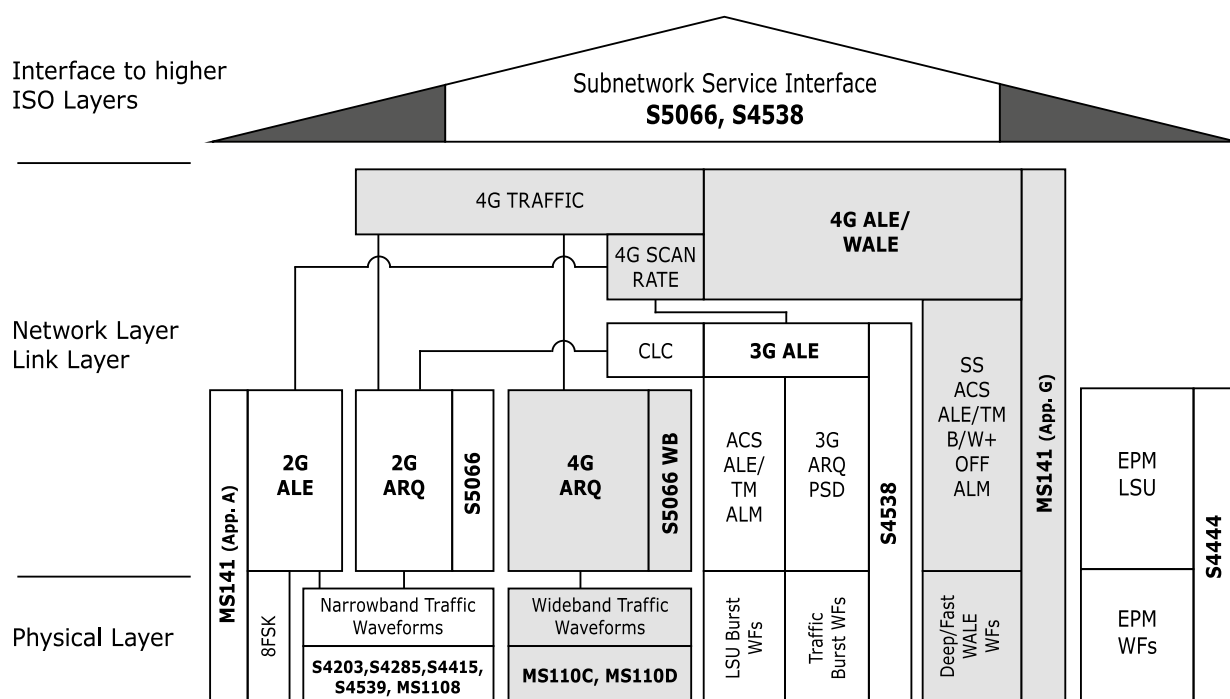 Interface to higher
ISO Layers
Subnetwork Service Interface
S5066, S4538
Network Layer
Link Layer
4G TRAFFIC
4G ALE/
WALE
4G SCAN
RATE
CLC
3G ALE
MS141 (App. A)
2G
ALE
2G
ARQ
S5066
4G
ARQ
S5066 WB
ACS
ALE/
TM
ALM
3G
ARQ
PSD
S4538
SS
ACS
ALE/TM
B/W+
OFF
ALM
MS141 (App. G)
EPM
LSU
S4444
Physical Layer
8FSK
Narrowband Traffic
Waveforms
S4203,S4285,S4415,
S4539, MS1108
Wideband Traffic
Waveforms
MS110C, MS110D
LSU Burst
WFs
Traffic
Burst WFs
Deep/Fast
WALE
WFs
EPM
WFs